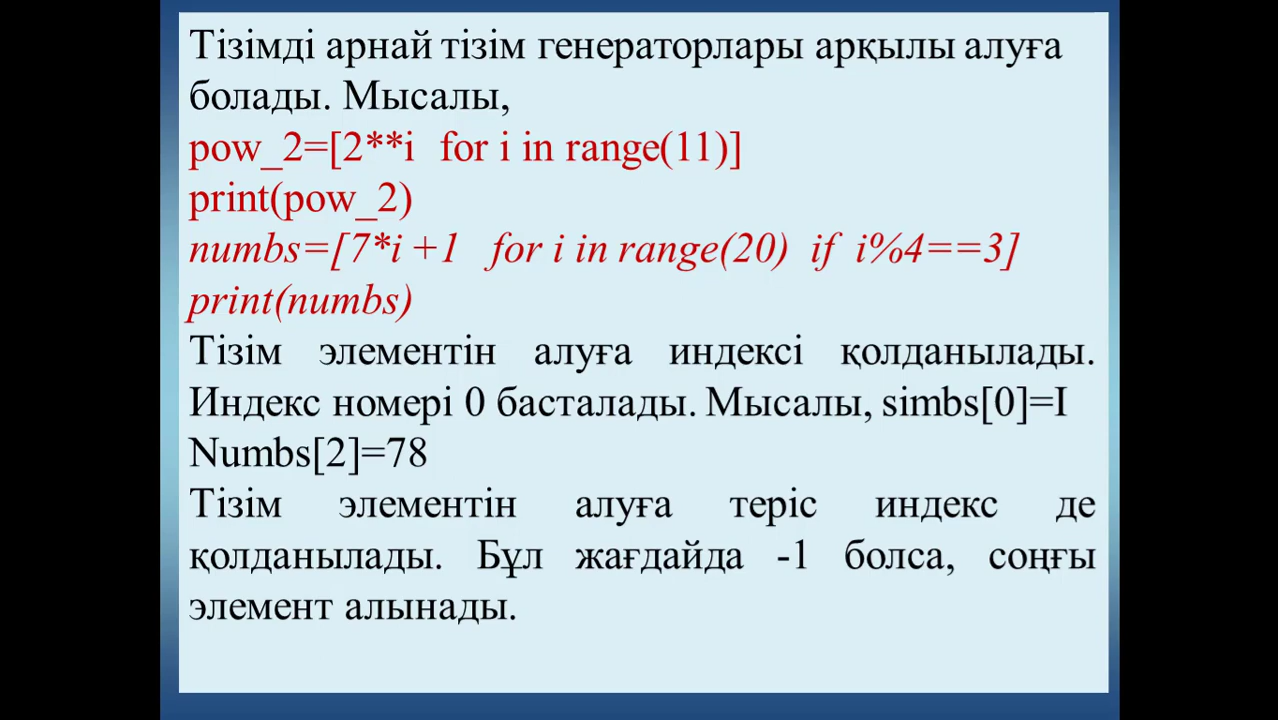 Тізімді арнай тізім генераторлары арқылы алуға
болады. Мысалы,
pow_2=[2**i for i in range(11)]
print(pow_2)
numbs=[7*i +1 for i in range(20) if i%4==3]
print(numbs)
Тізім элементін алуға индексі қолданылады.
Индекс номері 0 басталады. Мысалы, simbs[0]=I
Numbs[2]=78
Тізім элементін алуға теріс индекс де
қолданылады. Бұл жағдайда -1 болса, соңғы
элемент алынады.